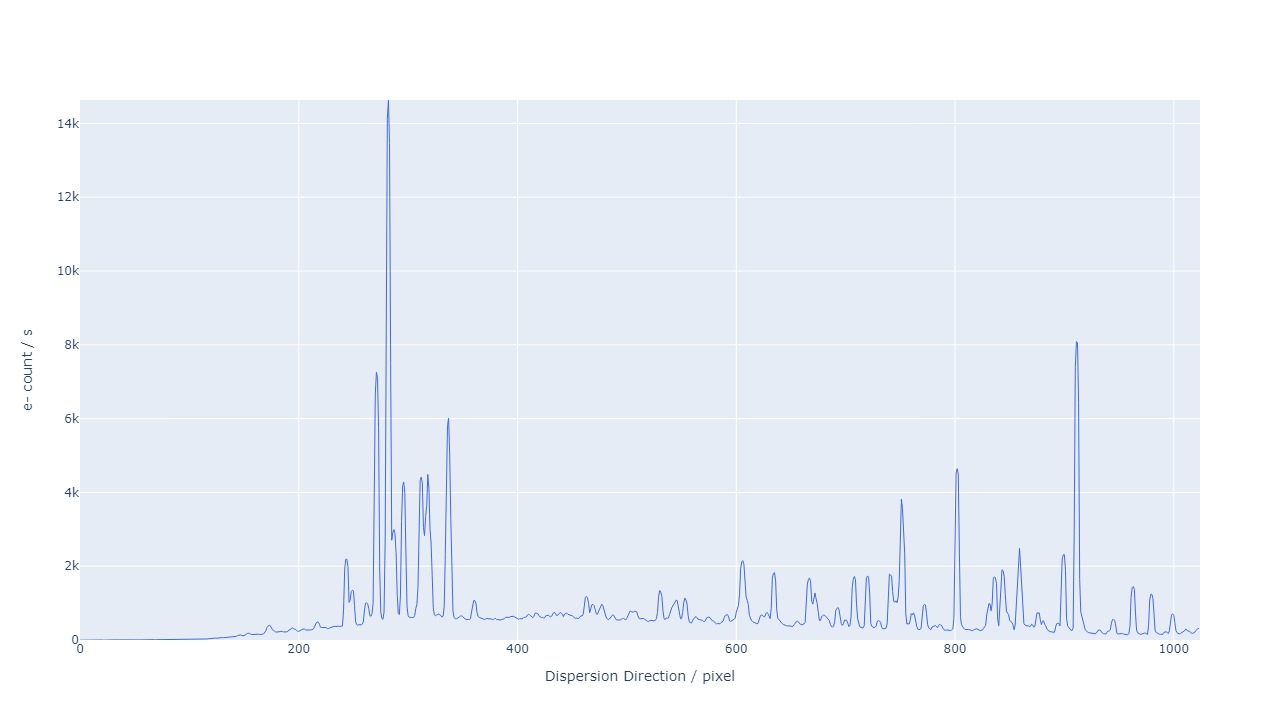 14k
12k
10k
8k
6k
4k
2k
0
0
200
400
600
800
1000
e- count / s
Dispersion Direction / pixel